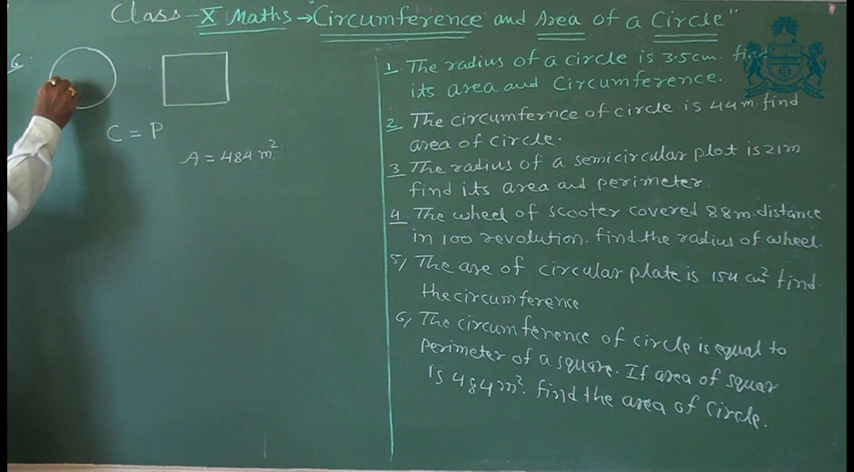 Class - X Maths → "Circumference and Area of a Circle"
6.
C = P
A = 484 m²
1. The radius of a circle is 3.5cm. find
its area and Circumference.
2. The circumfernce of circle is 44m. find
area of circle.
3. The radius of a semicircular plot is 21m
find its area and perimeter.
4. The wheel of scooter covered 88m. distance
in 100 revolution. find the radius of wheel.
5, The are of circular plate is 154 cm² find.
the circumference
6, The circumference of circle is equal to
perimeter of a square. If area of squar
is 484m². find the area of circle.